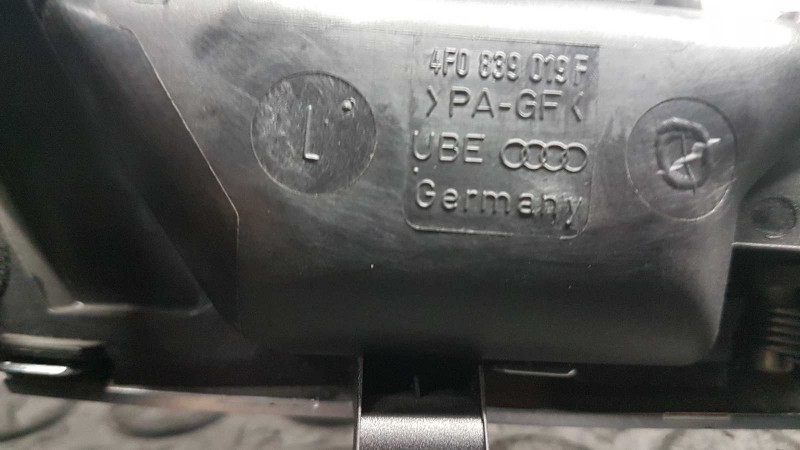 4F0 839 019 F
>PA-GF<
UBE
Germany
L